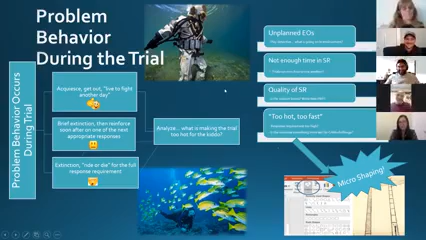 Problem
Behavior
During the Trial
Problem Behavior Occurs
During Trial
Acquiesce, get out, "live to fight
another day"
Brief extinction, then reinforce
soon after on one of the next
appropriate responses
Extinction, "ride or die" for the full
response requirement
Analyze... what is making the trial
too hot for the kiddo?
Unplanned EOs
Not enough time in SR
Quality of SR
"Too hot, too fast"
Micro Shaping!